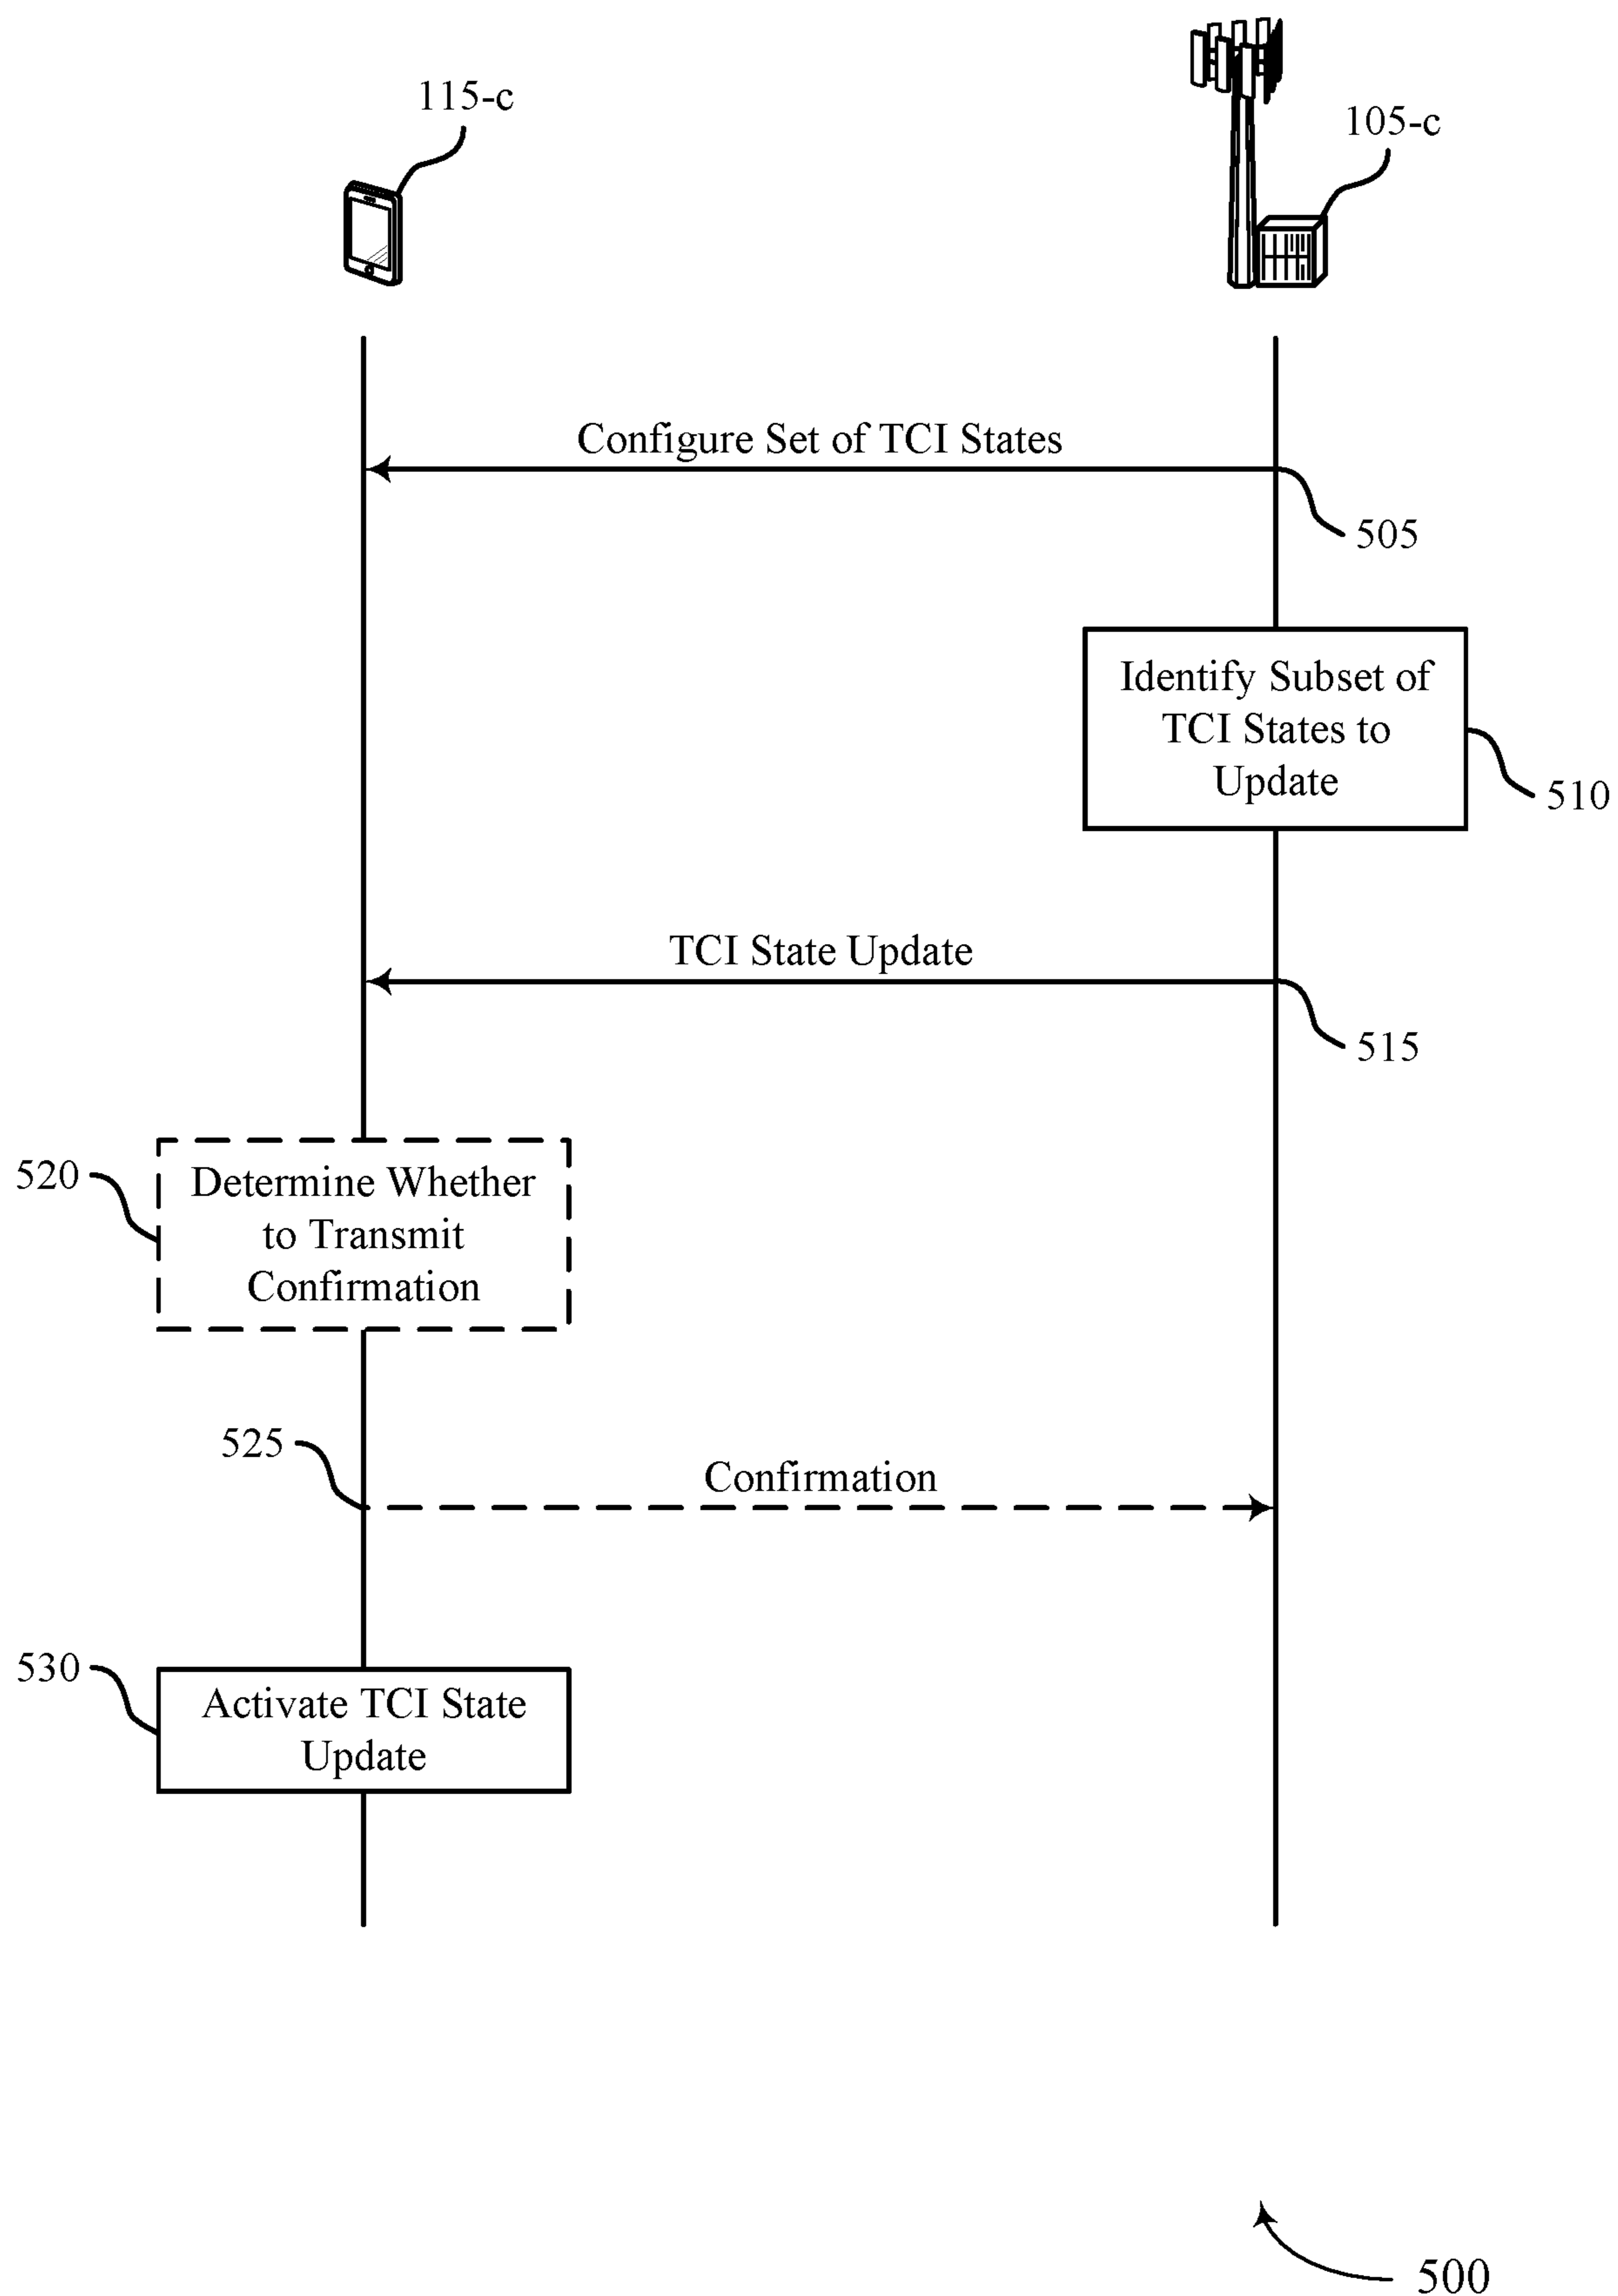 115-c
105-c
Configure Set of TCI States
505
Identify Subset of
TCI States to
Update
510
TCI State Update
515
520
Determine Whether
to Transmit
Confirmation
525
Confirmation
530
Activate TCI State
Update
500